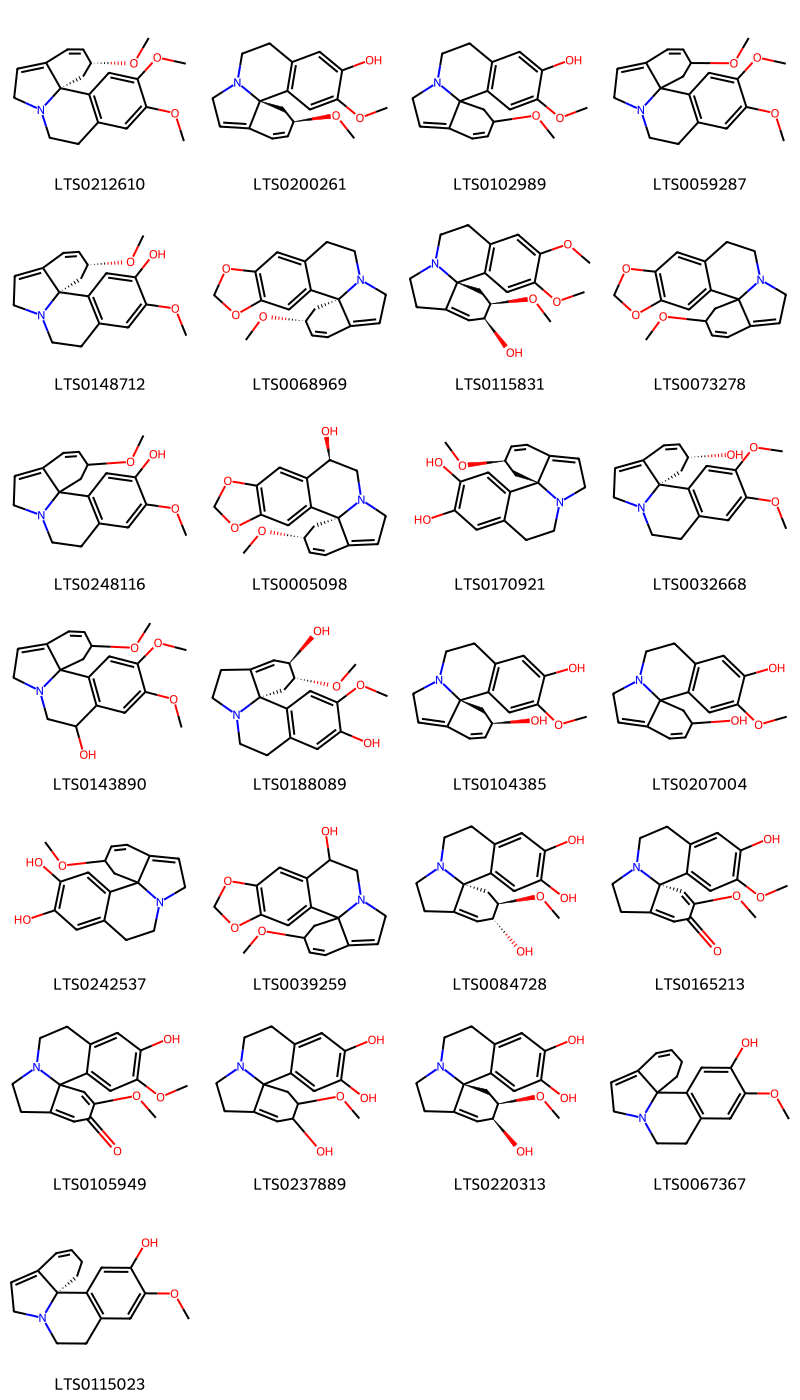 LTS0212610 LTS0200261 LTS0102989 LTS0059287
LTS0148712 LTS0068969 LTS0115831 LTS0073278
LTS0248116 LTS0005098 LTS0170921 LTS0032668
LTS0143890 LTS0188089 LTS0104385 LTS0207004
LTS0242537 LTS0039259 LTS0084728 LTS0165213
LTS0105949 LTS0237889 LTS0220313 LTS0067367
LTS0115023